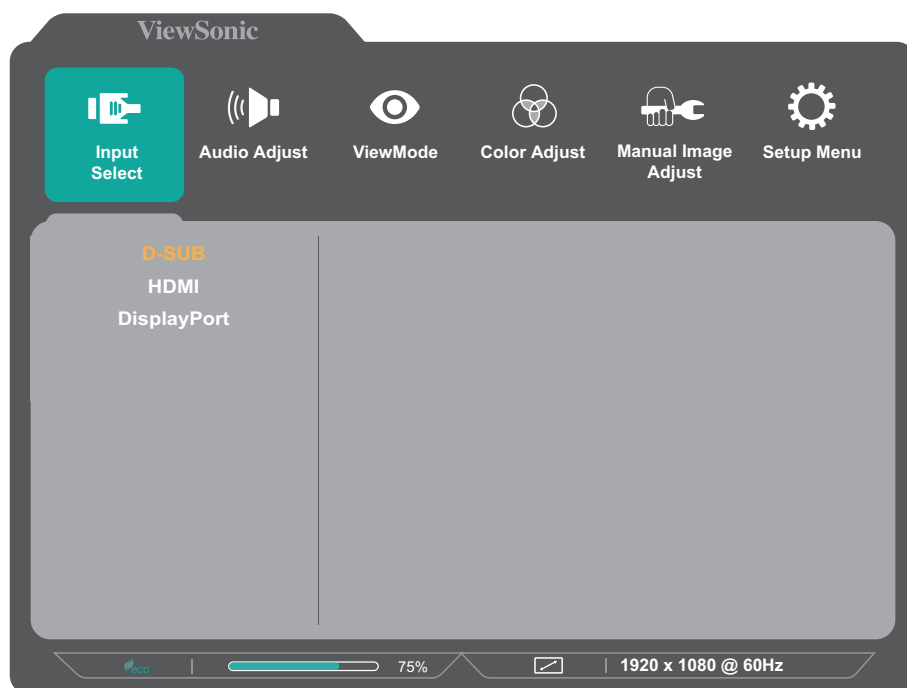 ViewSonic
Input
Select
Audio Adjust
ViewMode
Color Adjust
Manual Image
Adjust
Setup Menu
D-SUB
HDMI
DisplayPort
eco
75%
1920 x 1080 @ 60Hz